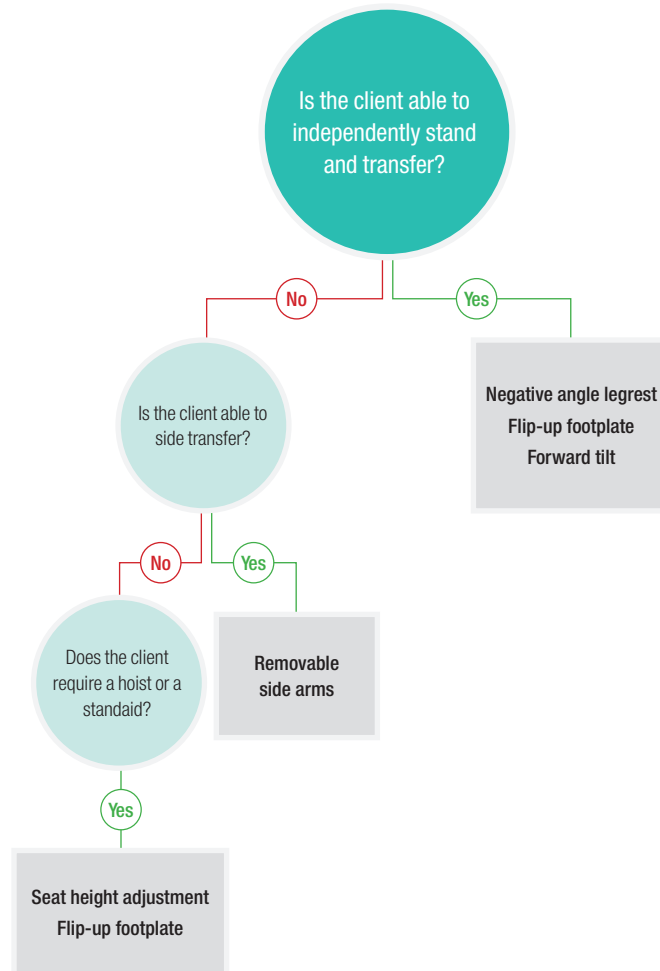 Is the client able to
independently stand
and transfer?
No
Yes
Is the client able to
side transfer?
Negative angle legrest
Flip-up footplate
Forward tilt
No
Yes
Does the client
require a hoist or a
standaid?
Removable
side arms
Yes
Seat height adjustment
Flip-up footplate